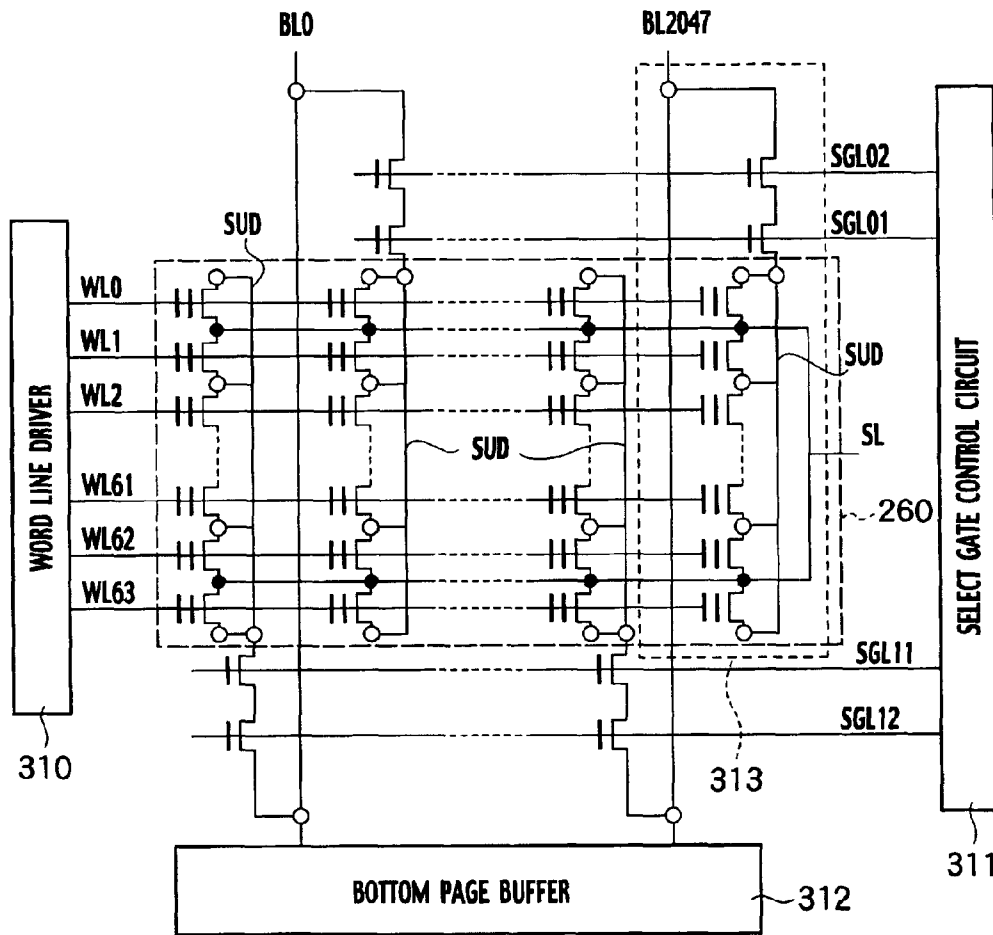 BL0
BL2047
SGL02
SGL01
SUD
WL0
WL1
WL2
SUD
SUD
SL
260
WL61
WL62
WL63
WORD LINE DRIVER
SELECT GATE CONTROL CIRCUIT
SGL11
SGL12
310
313
311
BOTTOM PAGE BUFFER
312